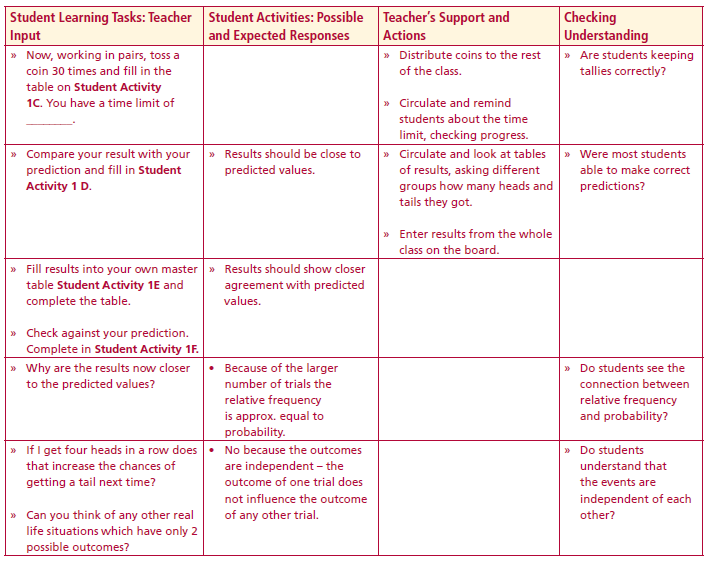 Student Learning Tasks: Teacher
Input
Student Activities: Possible
and Expected Responses
Teacher's Support and
Actions
Checking
Understanding
» Now, working in pairs, toss a
coin 30 times and fill in the
table on Student Activity
1C. You have a time limit of
________.
» Distribute coins to the rest
of the class.
» Circulate and remind
students about the time
limit, checking progress.
» Are students keeping
tallies correctly?
» Compare your result with your
prediction and fill in Student
Activity 1 D.
» Results should be close to
predicted values.
» Circulate and look at tables
of results, asking different
groups how many heads and
tails they got.
» Enter results from the whole
class on the board.
» Were most students
able to make correct
predictions?
» Fill results into your own master
table Student Activity 1E and
complete the table.
» Check against your prediction.
Complete in Student Activity 1F.
» Results should show closer
agreement with predicted
values.
» Why are the results now closer
to the predicted values?
• Because of the larger
number of trials the
relative frequency
is approx. equal to
probability.
» Do students see the
connection between
relative frequency
and probability?
» If I get four heads in a row does
that increase the chances of
getting a tail next time?
» Can you think of any other real
life situations which have only 2
possible outcomes?
• No because the outcomes
are independent – the
outcome of one trial does
not influence the outcome
of any other trial.
» Do students
understand that
the events are
independent of each
other?